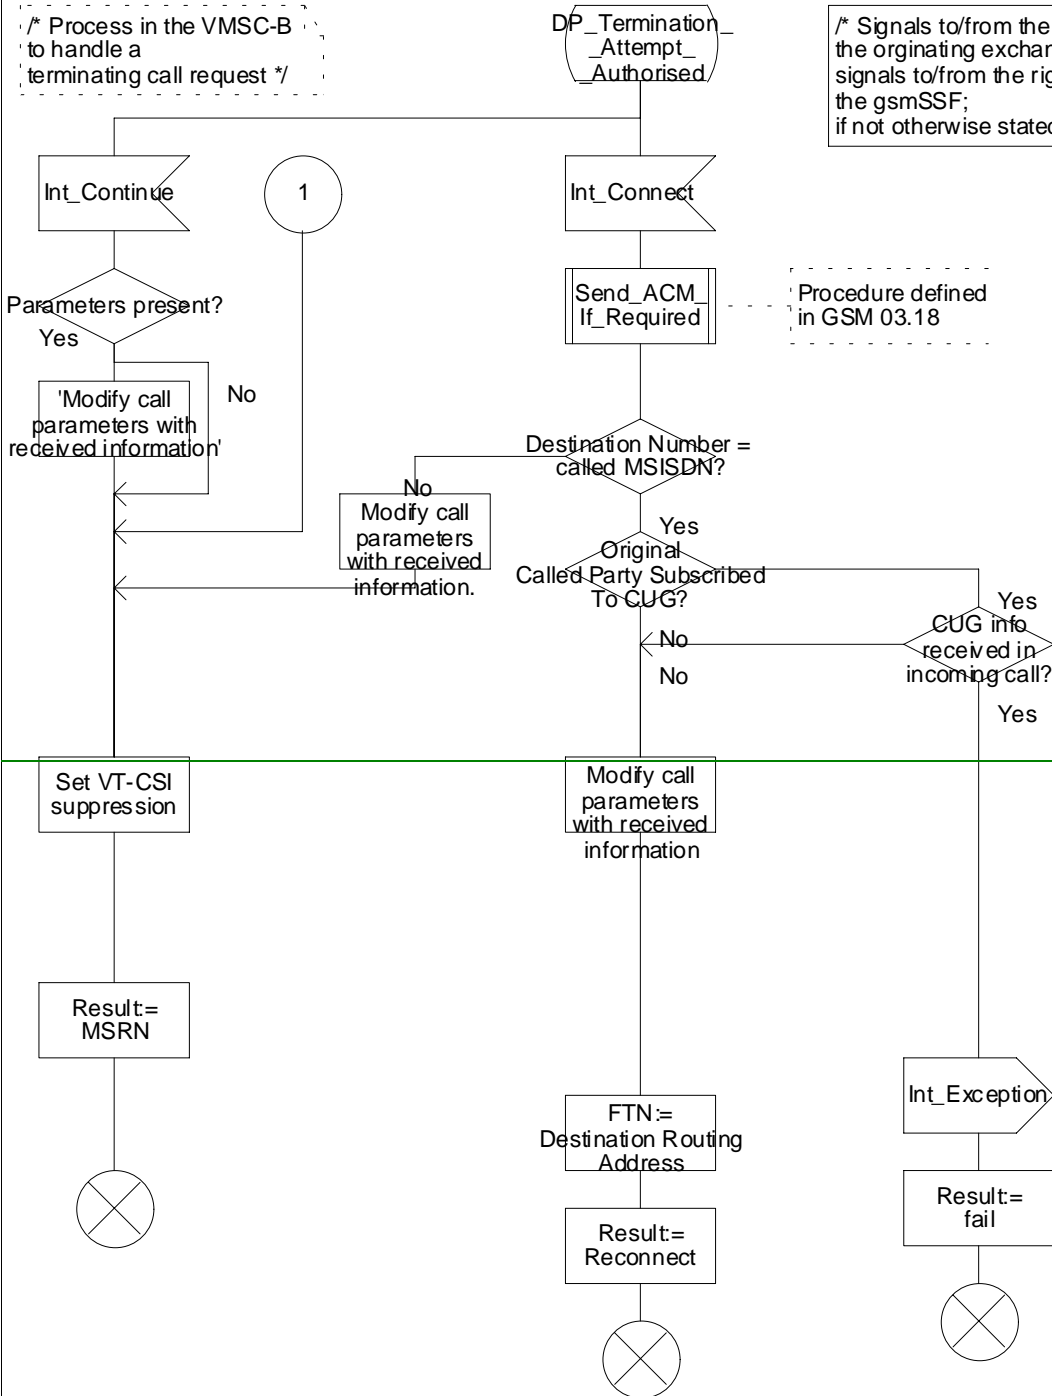 /* Process in the VMSC-B
to handle a
terminating call request */
DP_Termination_
_Attempt_
_Authorised
/* Signals to/from the
the orginating exchan
signals to/from the rig
the gsmSSF;
if not otherwise stated
Int_Continue
1
Int_Connect
Parameters present?
Yes
No
Send_ACM_
If_Required
Procedure defined
in GSM 03.18
'Modify call
parameters with
received information'
Destination Number =
called MSISDN?
No
Modify call
parameters
with received
information.
Yes
Original
Called Party Subscribed
To CUG?
Yes
No
No
CUG info
received in
incoming call?
Yes
Set VT-CSI
suppression
Modify call
parameters
with received
information
Result:=
MSRN
Int_Exception
FTN:=
Destination Routing
Address
Result:=
fail
Result:=
Reconnect